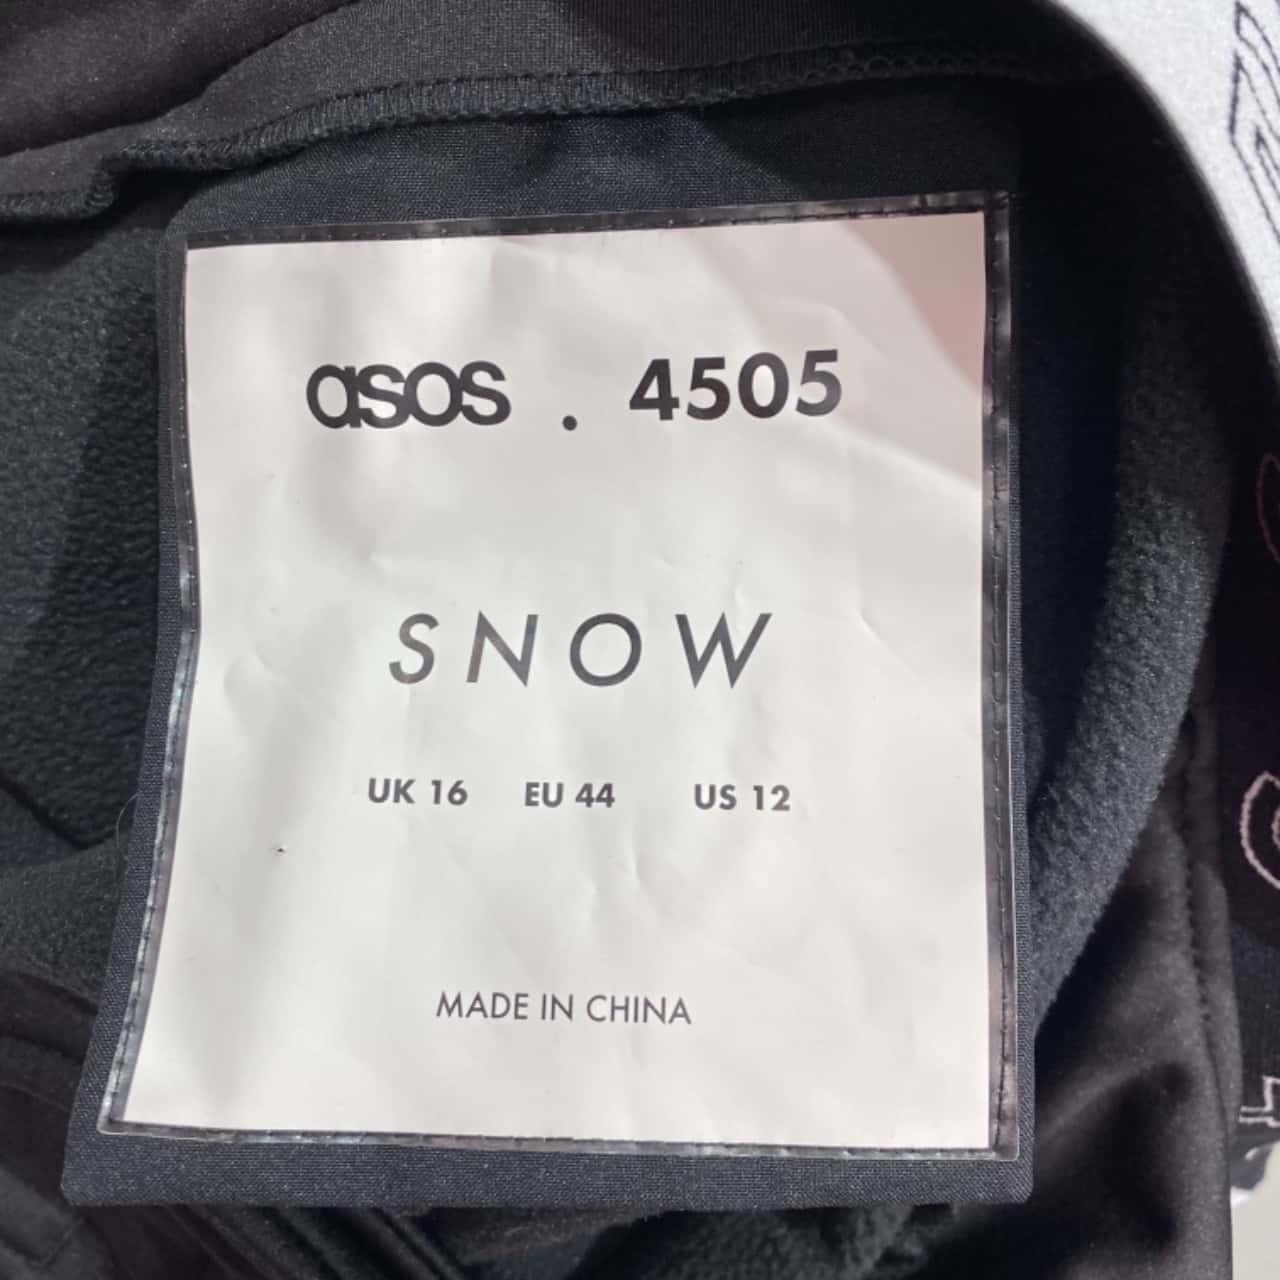 asos . 4505
SNOW
UK 16 EU 44 US 12
MADE IN CHINA